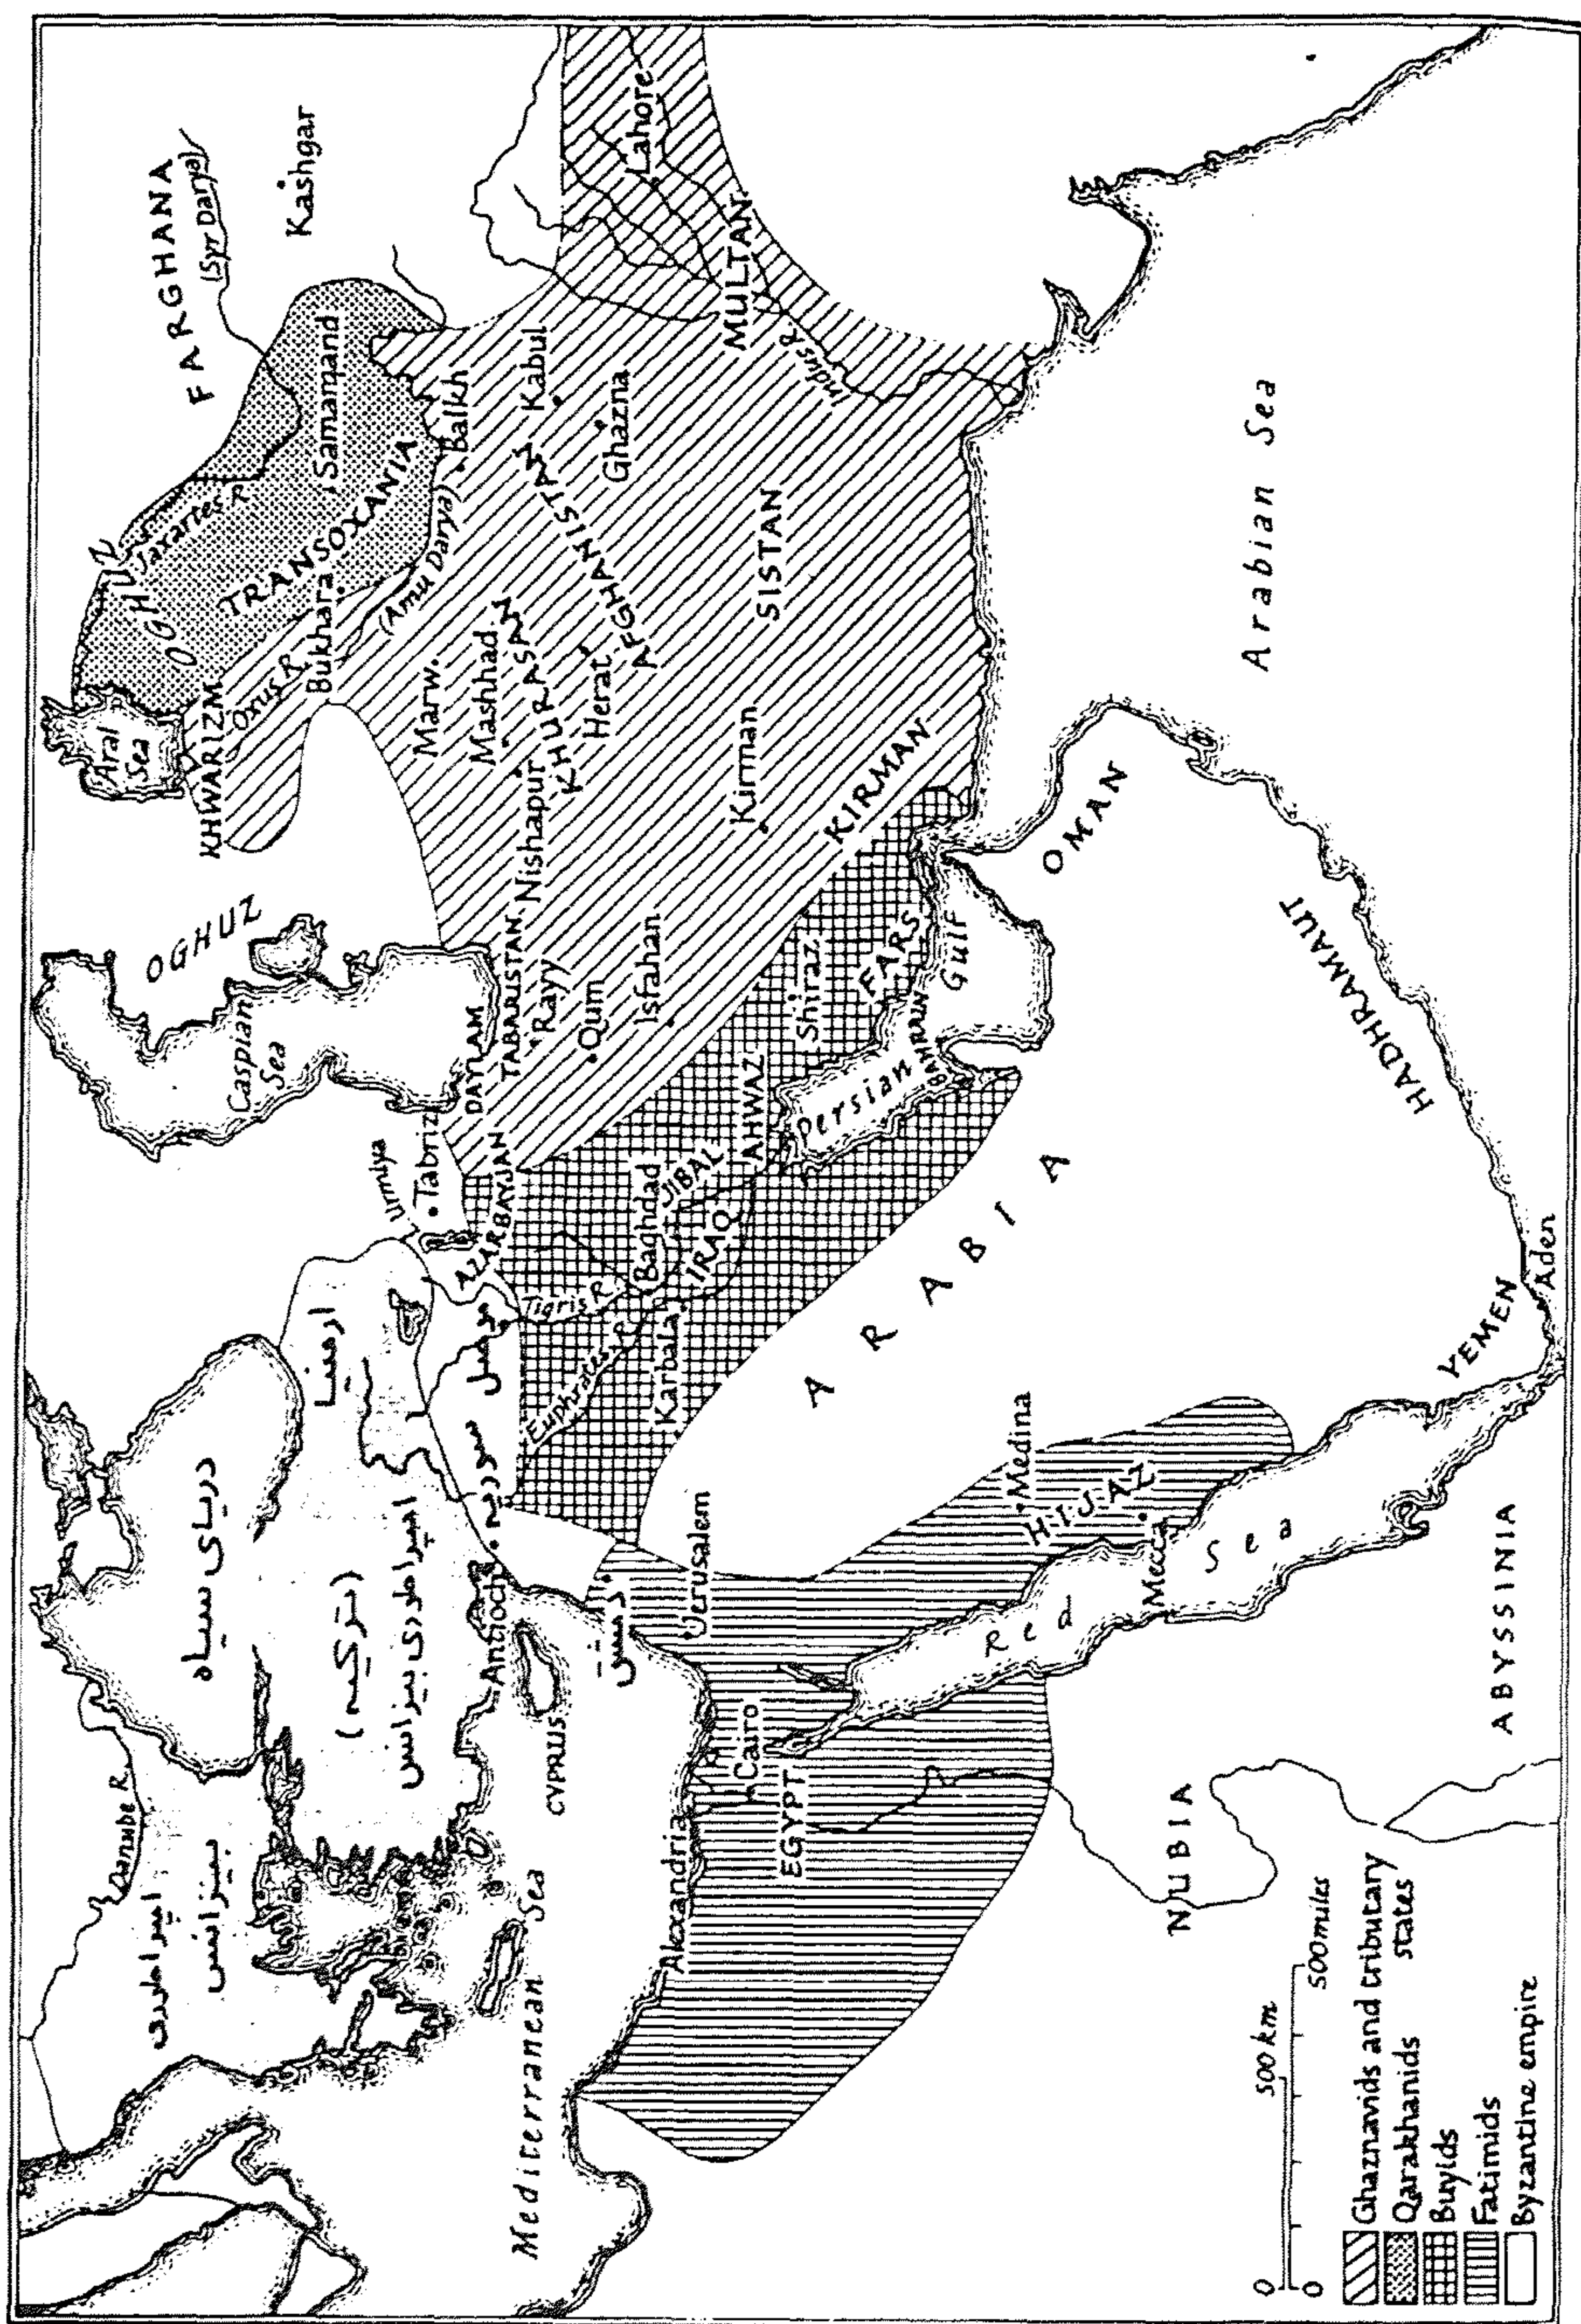 دریای سیاه
ارمنیا
امپراطوری
بیزانس
(ترکیه)
امپراطوری بیزانس
سوریه
موصل
دمشق
Danube R.
Antioch
CYPRUS
Mediterranean Sea
Alexandria
Cairo
EGYPT
Jerusalem
NUBIA
ABYSSINIA
Red Sea
Medina
HIJAZ
Mecca
YEMEN
Aden
HADHRAMAUT
OMAN
ARABIA
Urmiya
Tabriz
AZARBAYJAN
Tigris R.
Euphrates R.
Baghdad
Karbala
IRAQ
JIBAL
AHWAZ
Caspian
Sea
OGHUZ
DAYLAM
TABARISTAN
Rayy
Qum
Isfahan
Shiraz
FARS
Persian Gulf
BAHRAIN
KIRMAN
Kirman
Aral
Sea
KHWARIZM
OGHUZ
Jaxartes R.
(Syr Darya)
FARGHANA
Kashgar
TRANSOXANIA
Samarqand
Bukhara
Oxus R.
(Amu Darya)
Balkh
Marw
Mashhad
Nishapur
KHURASAN
Herat
AFGHANISTAN
Kabul
Ghazna
SISTAN
MULTAN
Lahore
Indus R.
Arabian Sea
0 500 km
0 500 miles
Ghaznavids and tributary
states
Qarakhanids
Buyids
Fatimids
Byzantine empire